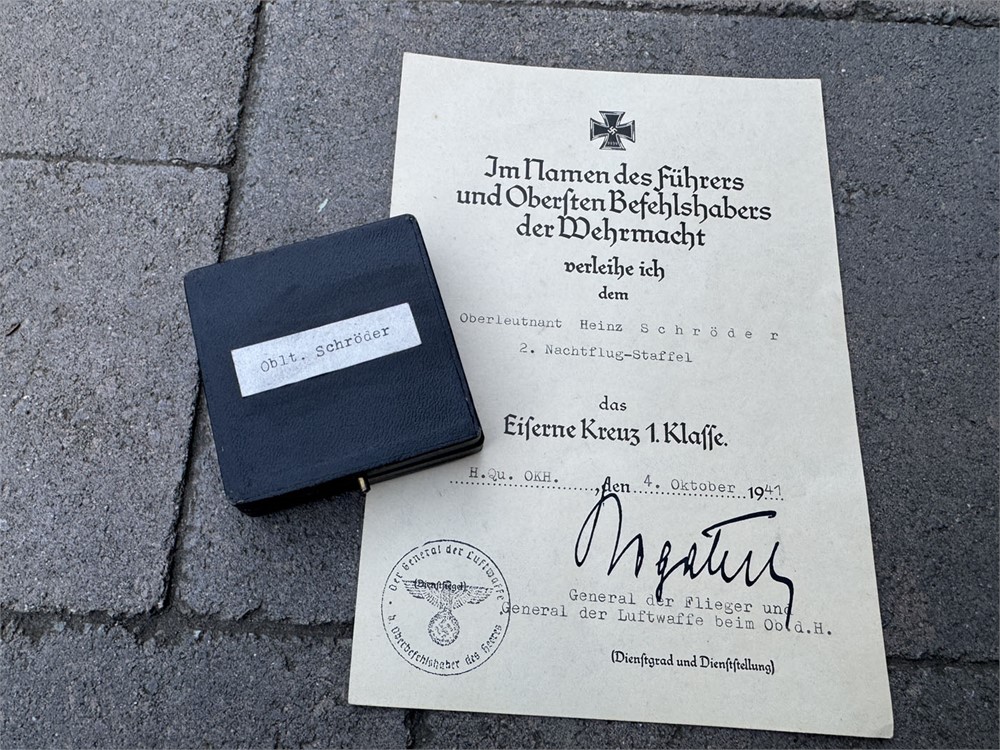 Oblt. Schröder
Im Namen des Führers
und Oberſten Befehlshabers
der Wehrmacht
verleihe ich
dem
Oberleutnant Heinz S c h r ö d e r
2. Nachtflug-Staffel
das
Eiſerne Kreuz 1. Klaſſe.
H.Qu. OKH. ,den 4. Oktober 1941
Bogatsch
General der Flieger und
General der Luftwaffe beim Ob.d.H.
(Dienſtgrad und Dienſtſtellung)
Der General der Luftwaffe
(Dienſtſiegel)
b. Oberbefehlshaber des Heeres